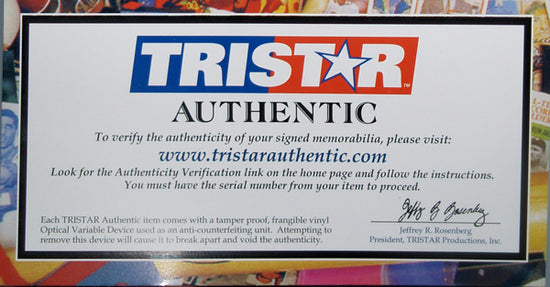 TRISTAR™
AUTHENTIC
To verify the authenticity of your signed memorabilia, please visit:
www.tristarauthentic.com
Look for the Authenticity Verification link on the home page and follow the instructions.
You must have the serial number from your item to proceed.
Each TRISTAR Authentic item comes with a tamper proof, frangible vinyl
Optical Variable Device used as an anti-counterfeiting unit. Attempting to
remove this device will cause it to break apart and void the authenticity.
Jeffrey R. Rosenberg
President, TRISTAR Productions, Inc.